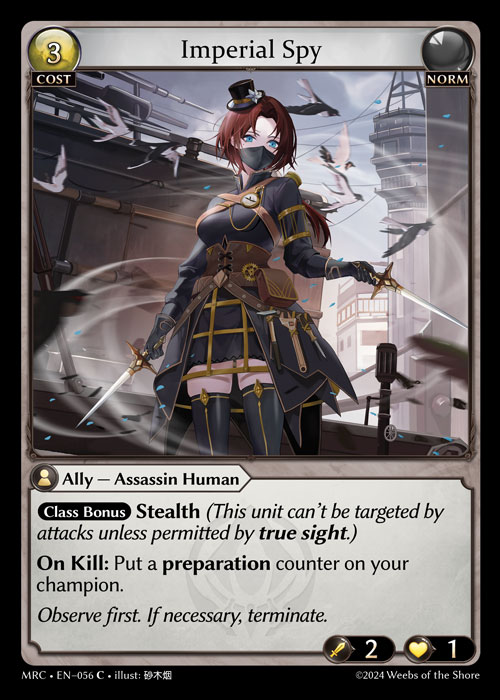 3
Imperial Spy
COST
NORM
Ally — Assassin Human
Class Bonus Stealth (This unit can't be targeted by
attacks unless permitted by true sight.)
On Kill: Put a preparation counter on your
champion.
Observe first. If necessary, terminate.
2
1
MRC • EN–056 C • illust: 砂木烟
©2024 Weebs of the Shore